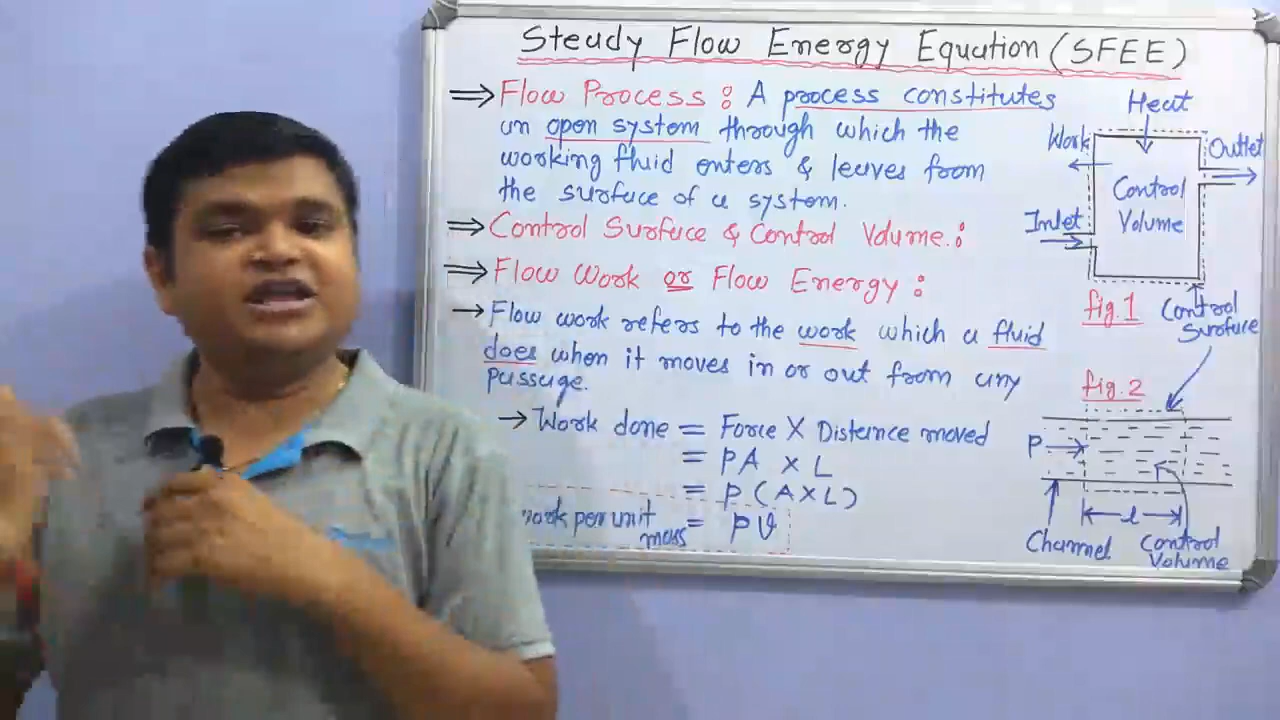 Steady Flow Energy Equation (SFEE)
⇒ Flow Process : A process constitutes
an open system through which the
working fluid enters & leaves from
the surface of a system.
⇒ Control Surface & Control Volume. :
⇒ Flow Work or Flow Energy :
→ Flow work refers to the work which a fluid
does when it moves in or out from any
passage.
→ Work done = Force X Distance moved
= PA X L
= P (A X L)
work per unit
mass = pv
Heat
Work
Outlet
Control
Volume
Inlet
fig.1
Control
Surface
fig.2
P
l
Channel
Control
Volume